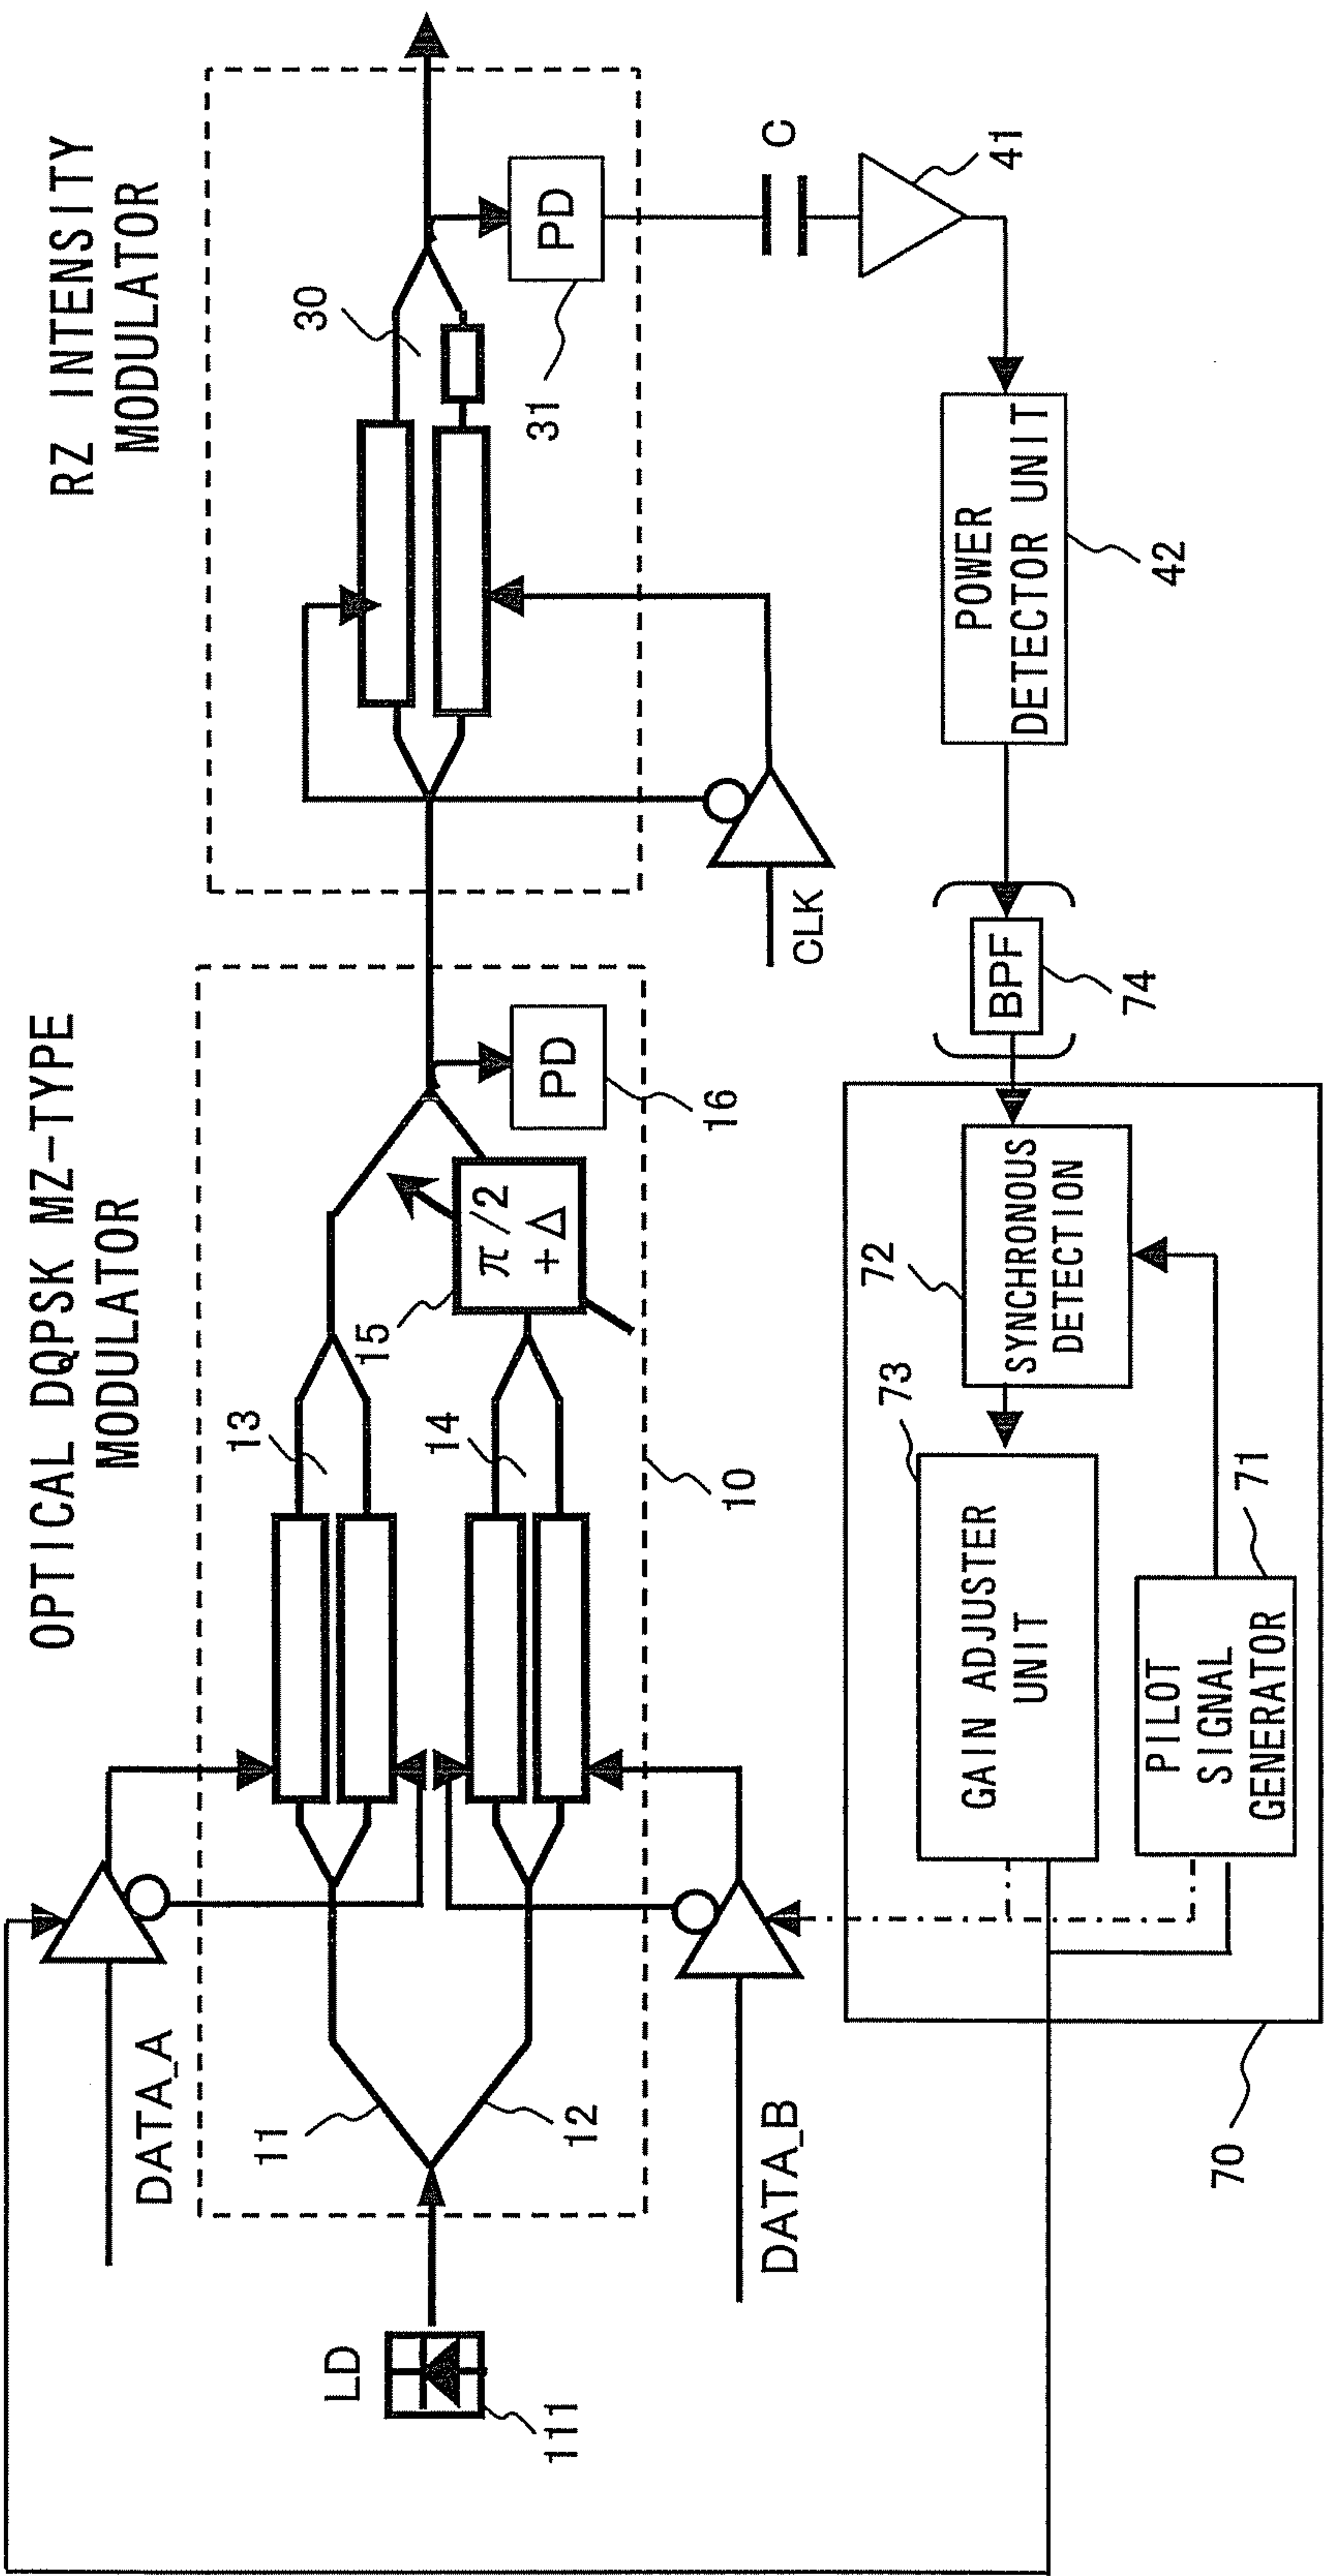 OPTICAL DQPSK MZ-TYPE
MODULATOR
RZ INTENSITY
MODULATOR
DATA_A
LD
111
11
12
13
14
15
π/2
+Δ
PD
16
10
30
PD
31
DATA_B
CLK
C
41
POWER
DETECTOR UNIT
42
BPF
74
SYNCHRONOUS
DETECTION
72
GAIN ADJUSTER
UNIT
73
PILOT
SIGNAL
GENERATOR
71
70